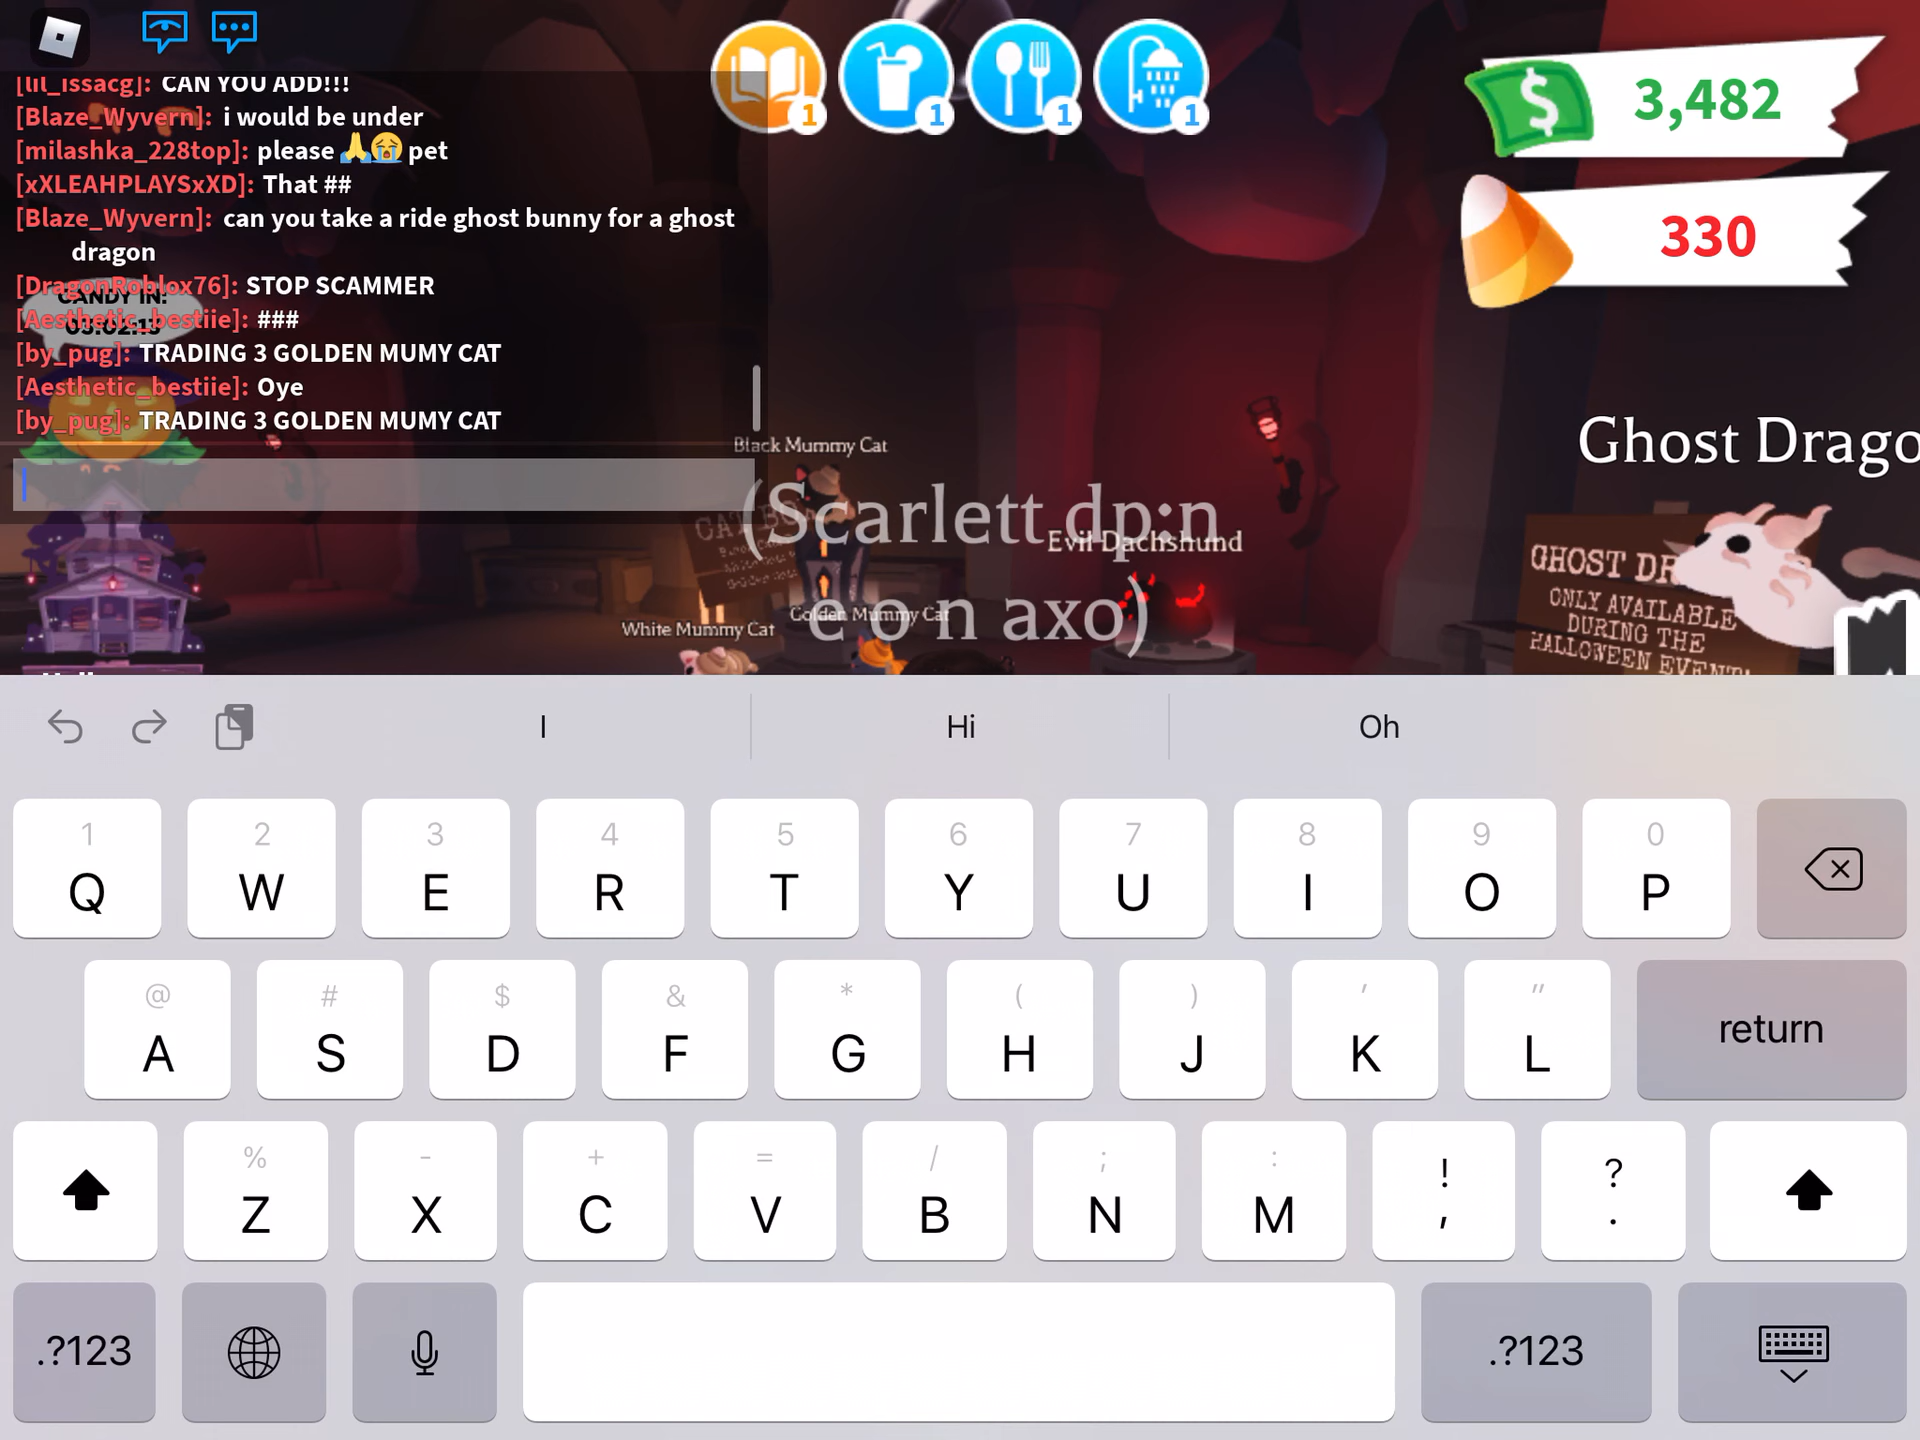 [lil_issacg]: CAN YOU ADD!!!
[Blaze_Wyvern]: i would be under
[milashka_228top]: please 🙏😭 pet
[xXLEAHPLAYSxXD]: That ##
[Blaze_Wyvern]: can you take a ride ghost bunny for a ghost
dragon
[DragonRoblox76]: STOP SCAMMER
[Aesthetic_bestiie]: ###
[by_pug]: TRADING 3 GOLDEN MUMY CAT
[Aesthetic_bestiie]: Oye
[by_pug]: TRADING 3 GOLDEN MUMY CAT
CANDY IN:
1 1 1 1
3,482
330
Ghost Drago
Black Mummy Cat
(Scarlett dp:n
e o n axo)
Evil Dachshund
White Mummy Cat
Golden Mummy Cat
GHOST DR
ONLY AVAILABLE
DURING THE
HALLOWEEN EVENT!
I Hi Oh
1 2 3 4 5 6 7 8 9 0
Q W E R T Y U I O P
@ # $ & * ( ) ' "
A S D F G H J K L return
% - + = / ; : ! ?
Z X C V B N M , .
.?123 .?123